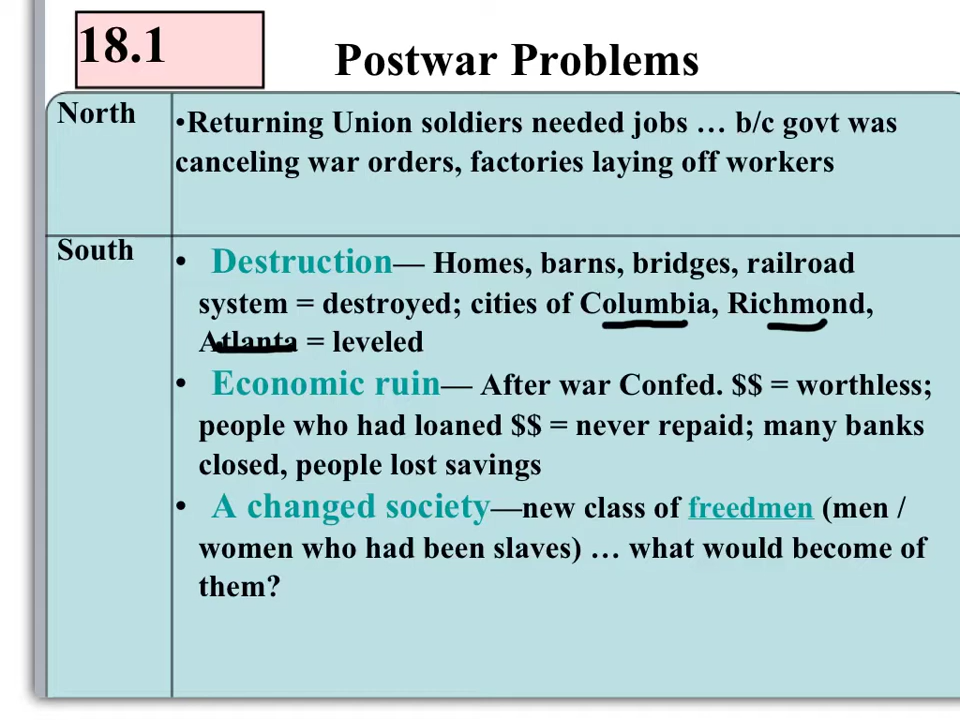 18.1
Postwar Problems
North
•Returning Union soldiers needed jobs … b/c govt was
canceling war orders, factories laying off workers
South
• Destruction— Homes, barns, bridges, railroad
system = destroyed; cities of Columbia, Richmond,
Atlanta = leveled
• Economic ruin— After war Confed. $$ = worthless;
people who had loaned $$ = never repaid; many banks
closed, people lost savings
• A changed society—new class of freedmen (men /
women who had been slaves) … what would become of
them?